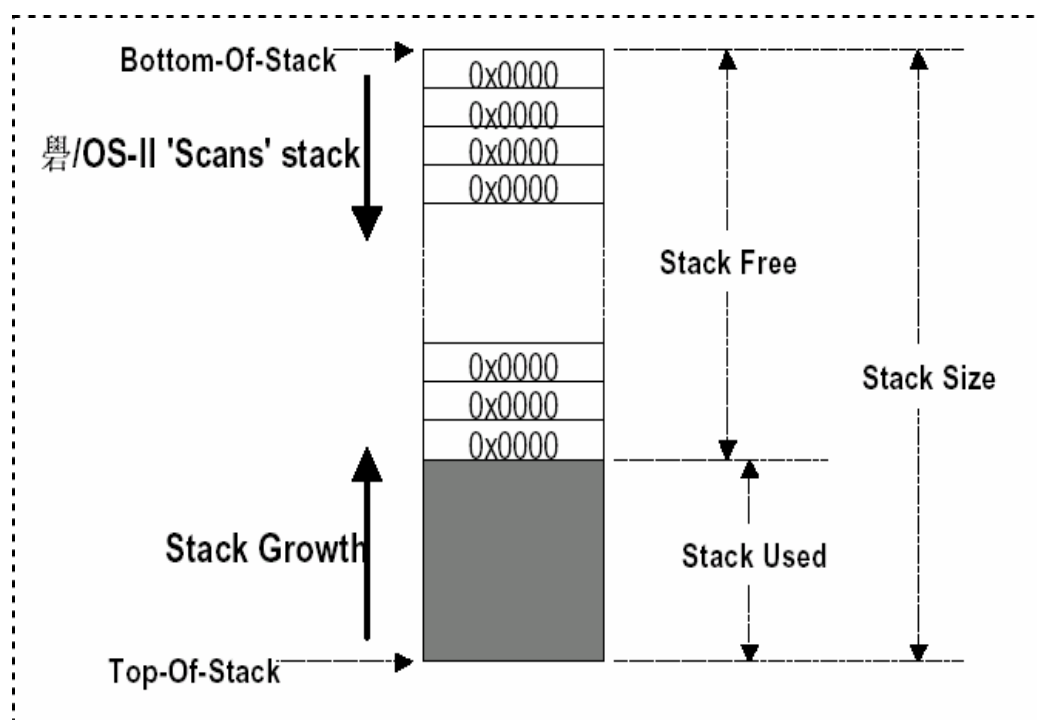 Bottom-Of-Stack
礐/OS-II 'Scans' stack
0x0000
0x0000
0x0000
0x0000
Stack Free
Stack Size
0x0000
0x0000
0x0000
Stack Growth
Stack Used
Top-Of-Stack